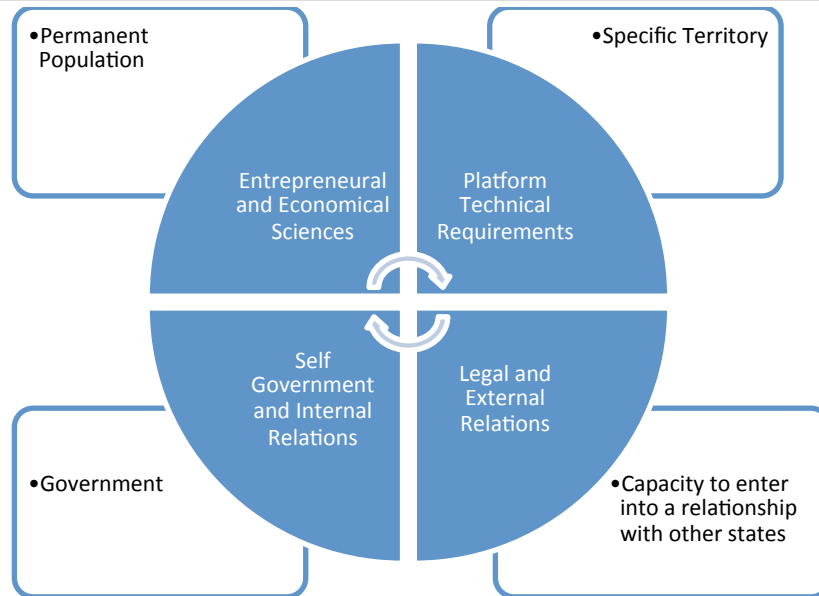 •Permanent
Population
•Specific Territory
Entrepreneural
and Economical
Sciences
Platform
Technical
Requirements
Self
Government
and Internal
Relations
Legal and
External
Relations
•Government
•Capacity to enter
into a relationship
with other states